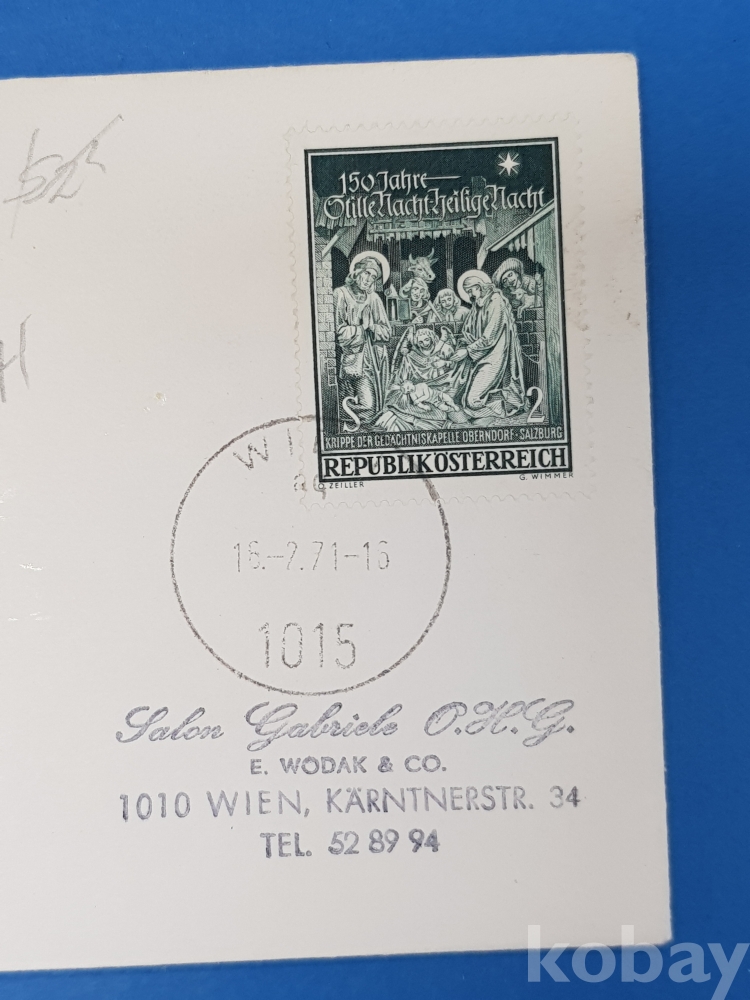 150 Jahre
Stille Nacht-heilige Nacht
S 2
KRIPPE DER GEDÄCHTNISKAPELLE OBERNDORF-SALZBURG
REPUBLIK ÖSTERREICH
O. ZEILLER G. WIMMER
16.-2.71-16
1015
Salon Gabriele O.H.G.
E. WODAK & CO.
1010 WIEN, KÄRNTNERSTR. 34
TEL. 52 89 94
kobay